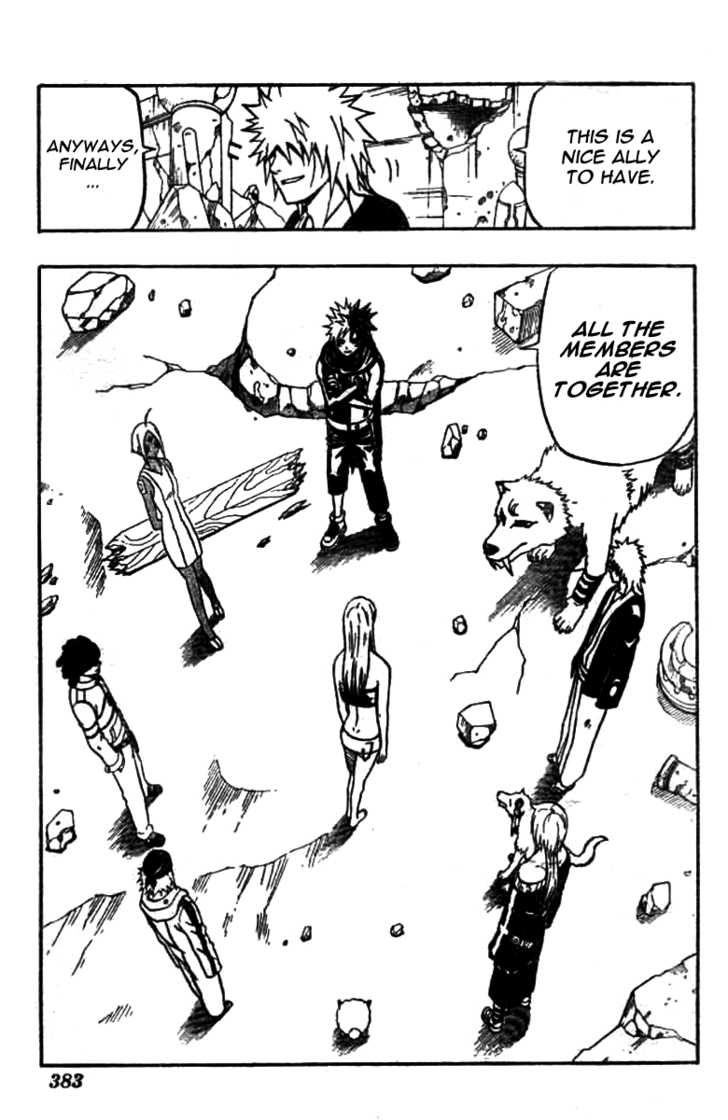 THIS IS A
NICE ALLY
TO HAVE.
ANYWAYS,
FINALLY
...
ALL THE
MEMBERS
ARE
TOGETHER.
383